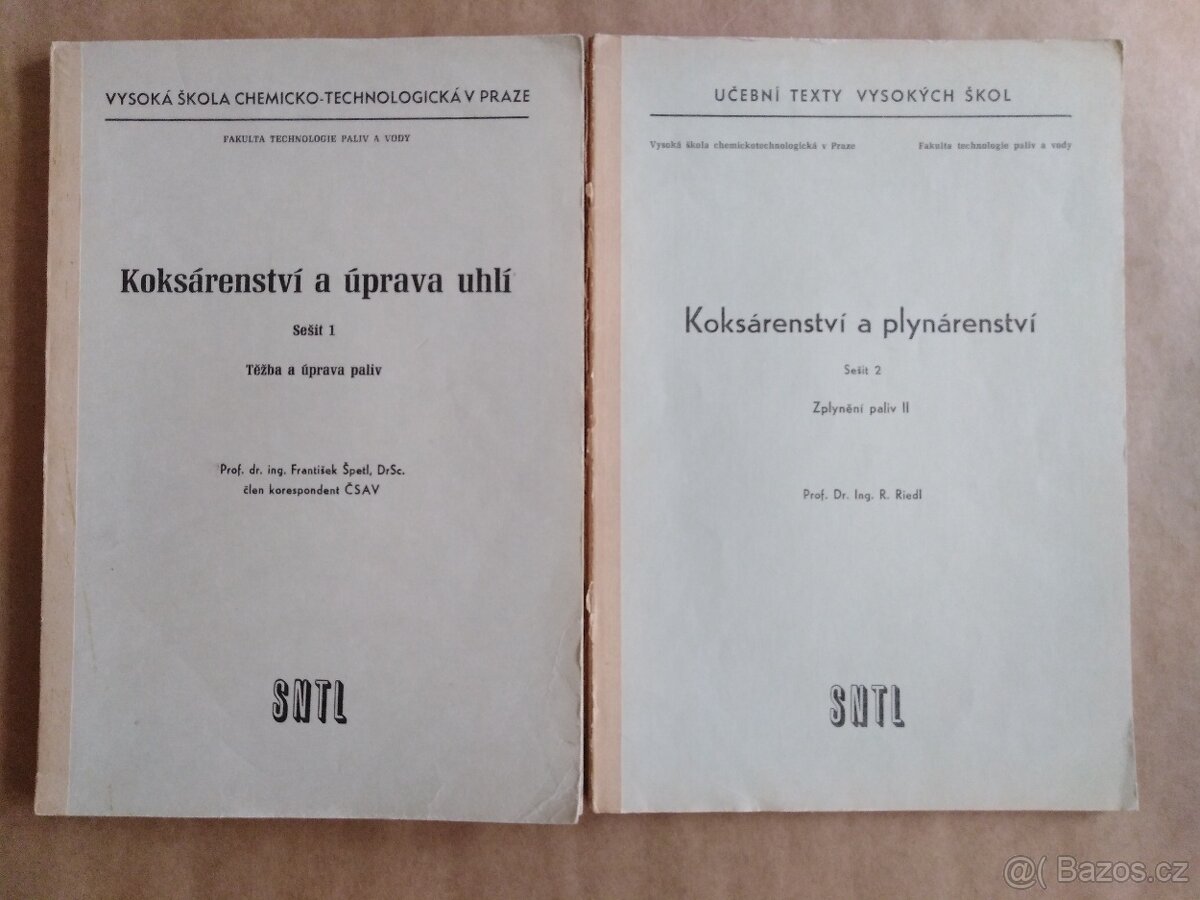 VYSOKÁ ŠKOLA CHEMICKO-TECHNOLOGICKÁ V PRAZE
FAKULTA TECHNOLOGIE PALIV A VODY
Koksárenství a úprava uhlí
Sešit 1
Těžba a úprava paliv
Prof. dr. ing. František Špetl, DrSc.
člen korespondent ČSAV
SNTL
UČEBNÍ TEXTY VYSOKÝCH ŠKOL
Vysoká škola chemickotechnologická v Praze Fakulta technologie paliv a vody
Koksárenství a plynárenství
Sešit 2
Zplynění paliv II
Prof. Dr. Ing. R. Riedl
SNTL
@( Bazos.cz